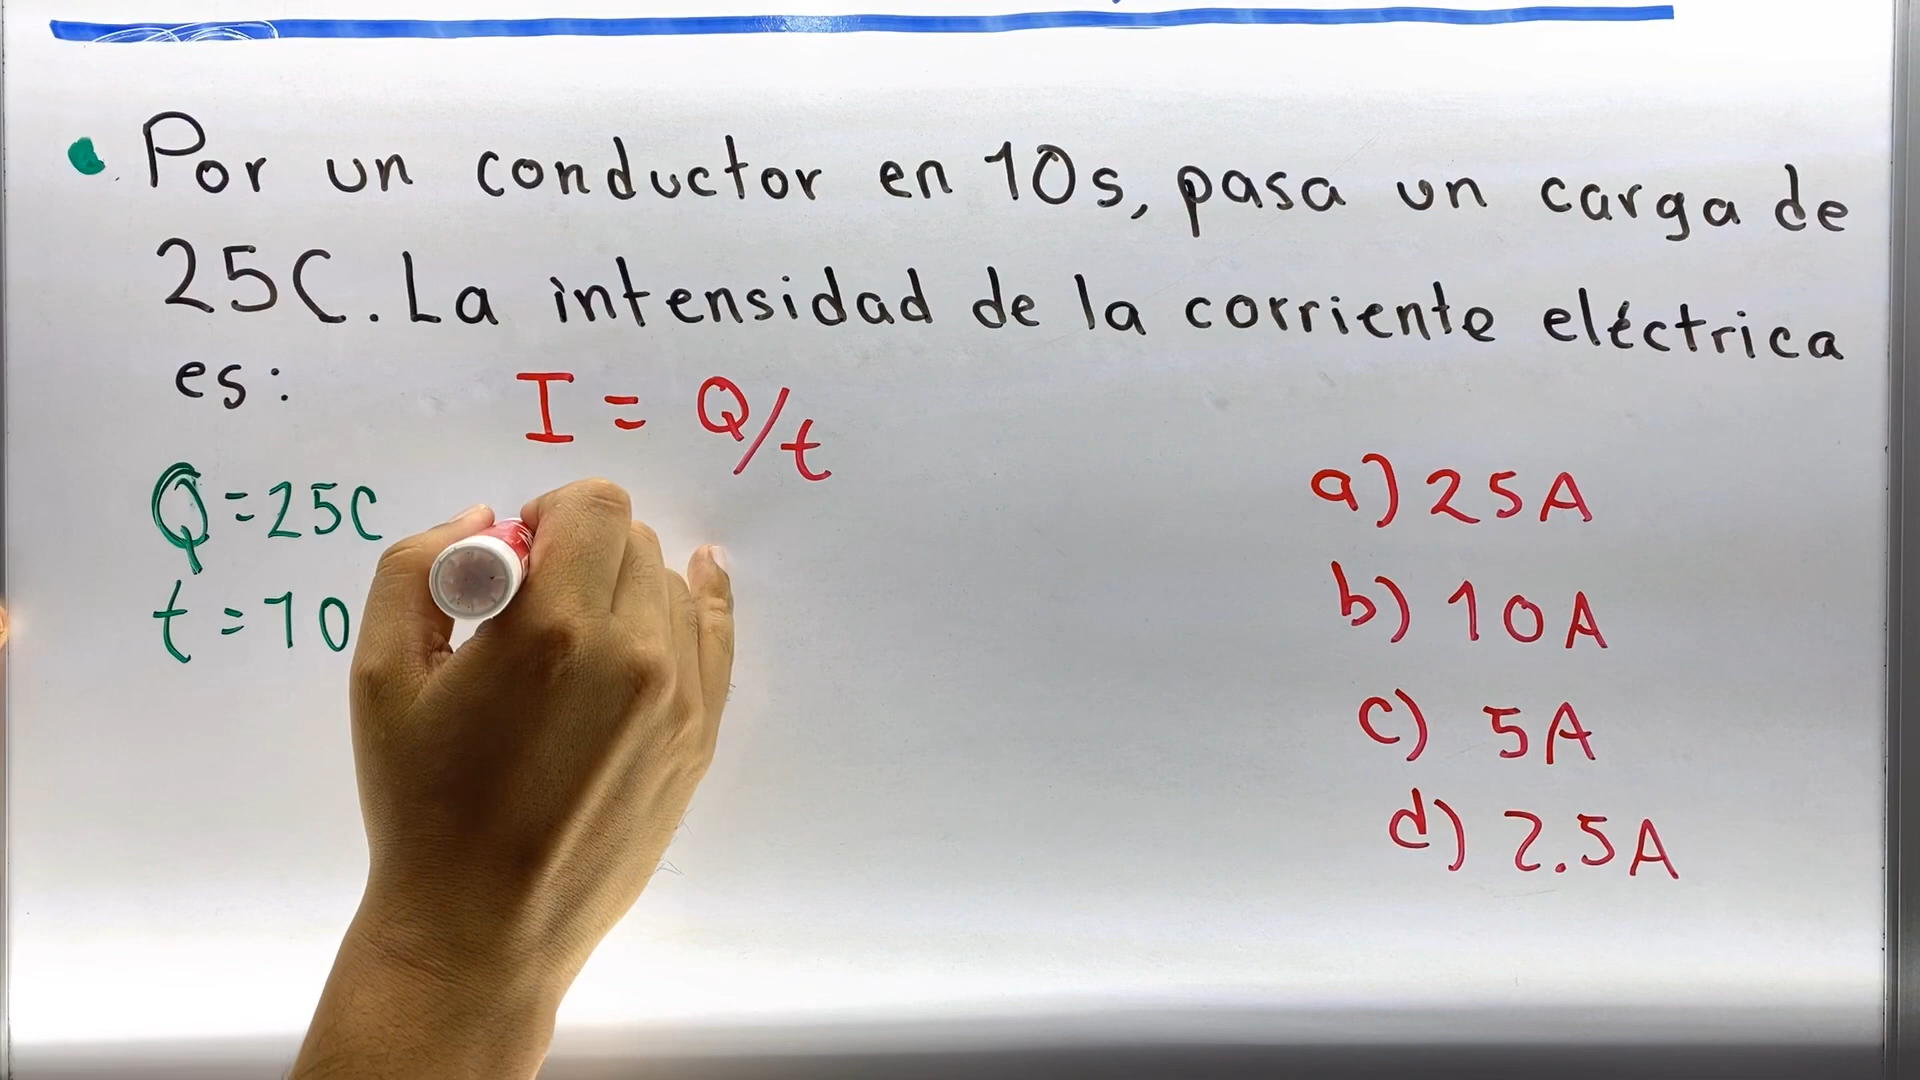 Por un conductor en 10s, pasa un carga de
25C. La intensidad de la corriente eléctrica
es:
I = Q/t
Q = 25C
t = 10
a) 25A
b) 10A
c) 5A
d) 2.5A